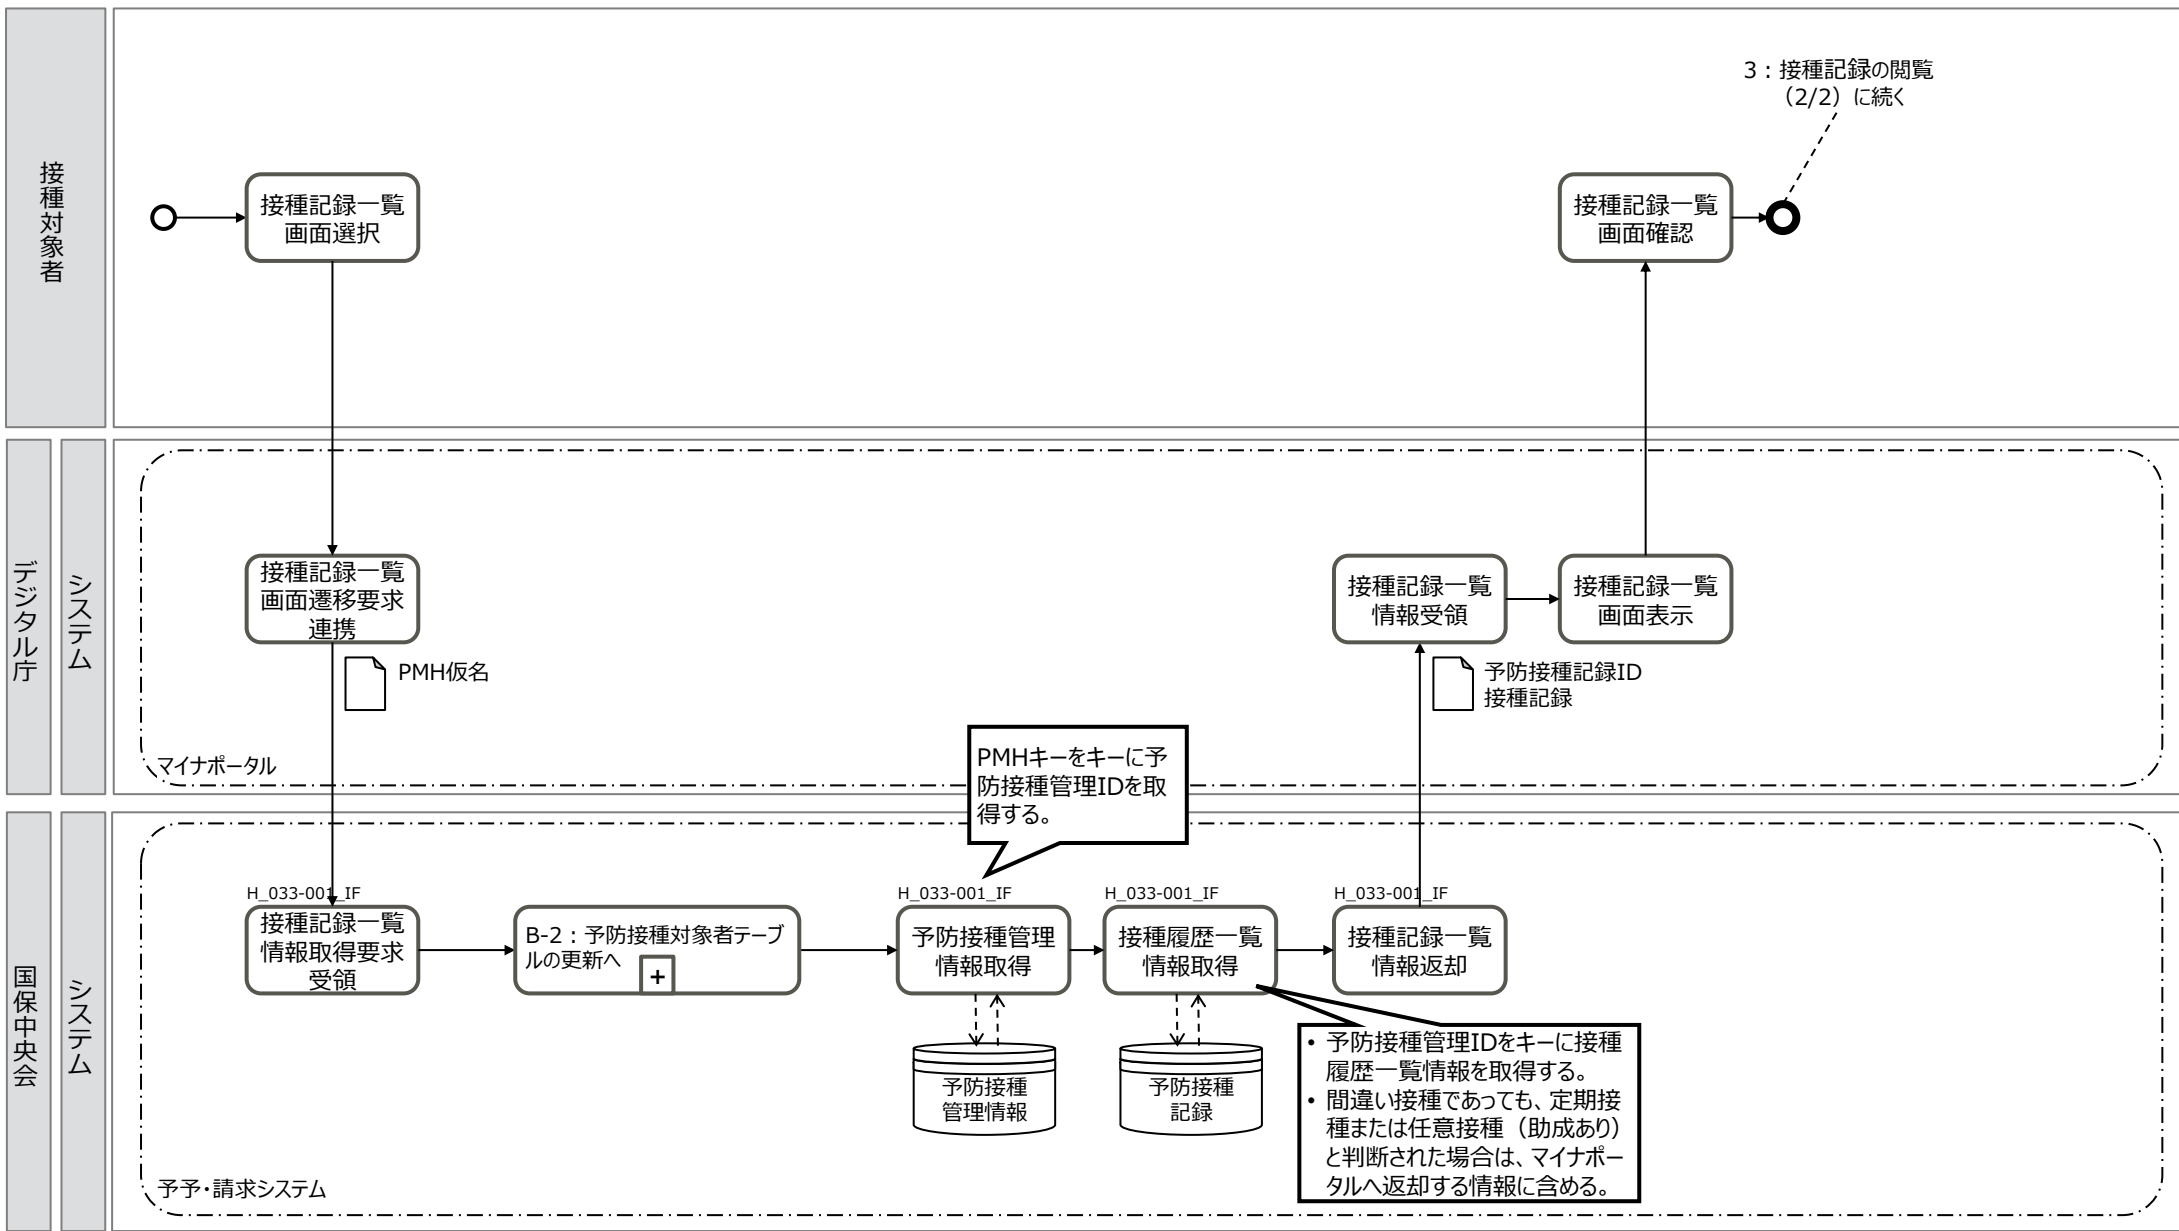 接種対象者
3：接種記録の閲覧
（2/2）に続く
接種記録一覧
画面選択
接種記録一覧
画面確認
デジタル庁
システム
接種記録一覧
画面遷移要求
連携
接種記録一覧
情報受領
接種記録一覧
画面表示
PMH仮名
予防接種記録ID
接種記録
マイナポータル
PMHキーをキーに予
防接種管理IDを取
得する。
国保中央会
システム
H_033-001_IF
接種記録一覧
情報取得要求
受領
B-2：予防接種対象者テーブ
ルの更新へ
+
H_033-001_IF
予防接種管理
情報取得
H_033-001_IF
接種履歴一覧
情報取得
H_033-001_IF
接種記録一覧
情報返却
予防接種
管理情報
予防接種
記録
• 予防接種管理IDをキーに接種
履歴一覧情報を取得する。
• 間違い接種であっても、定期接
種または任意接種（助成あり）
と判断された場合は、マイナポー
タルへ返却する情報に含める。
予予・請求システム